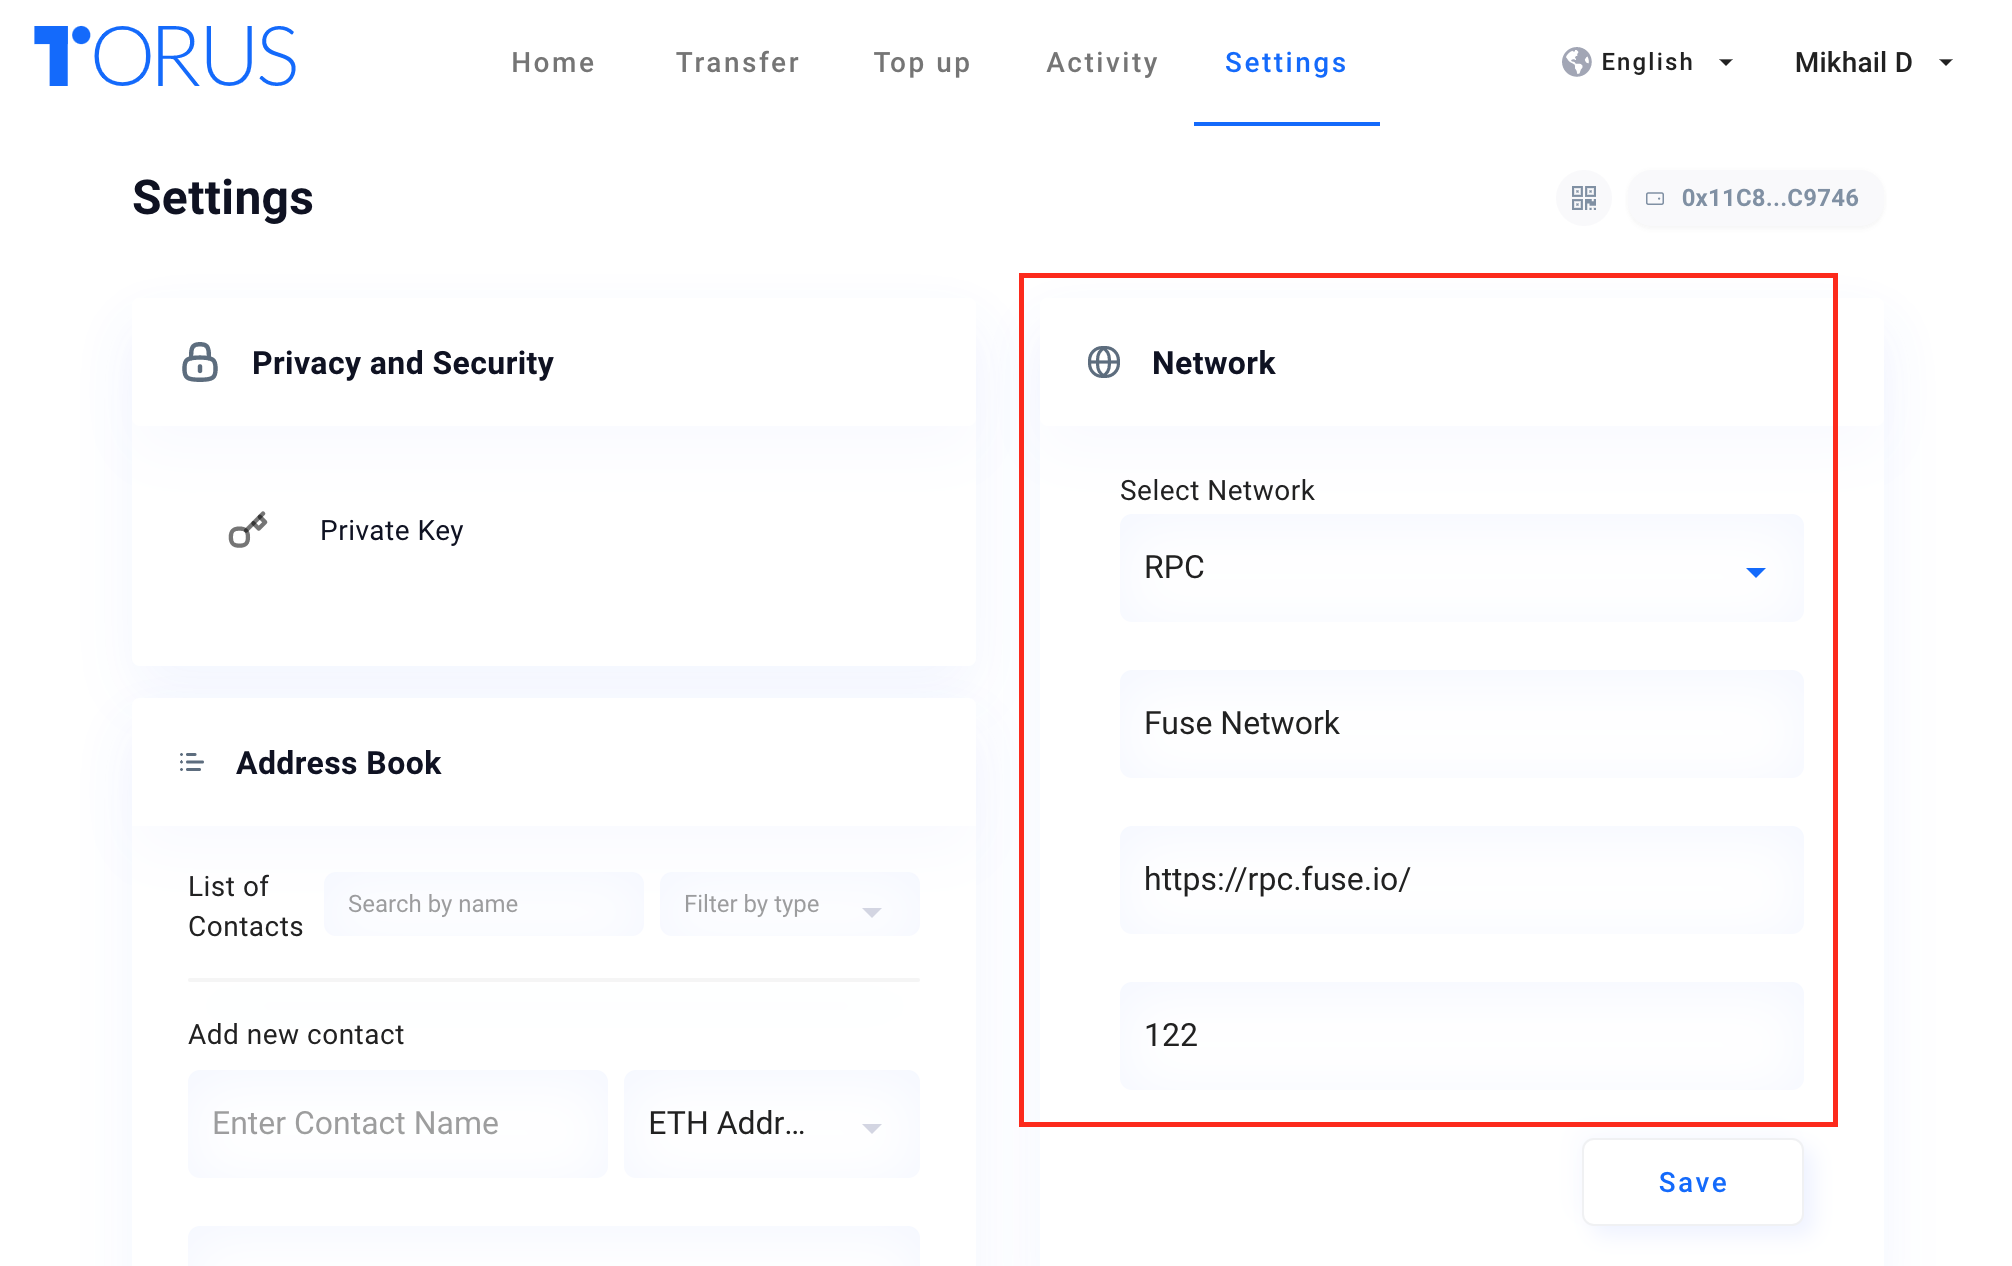 TORUS
Home Transfer Top up Activity Settings English Mikhail D
Settings
0x11C8...C9746
Privacy and Security
Private Key
Address Book
List of
Contacts
Search by name
Filter by type
Add new contact
Enter Contact Name
ETH Addr...
Network
Select Network
RPC
Fuse Network
https://rpc.fuse.io/
122
Save